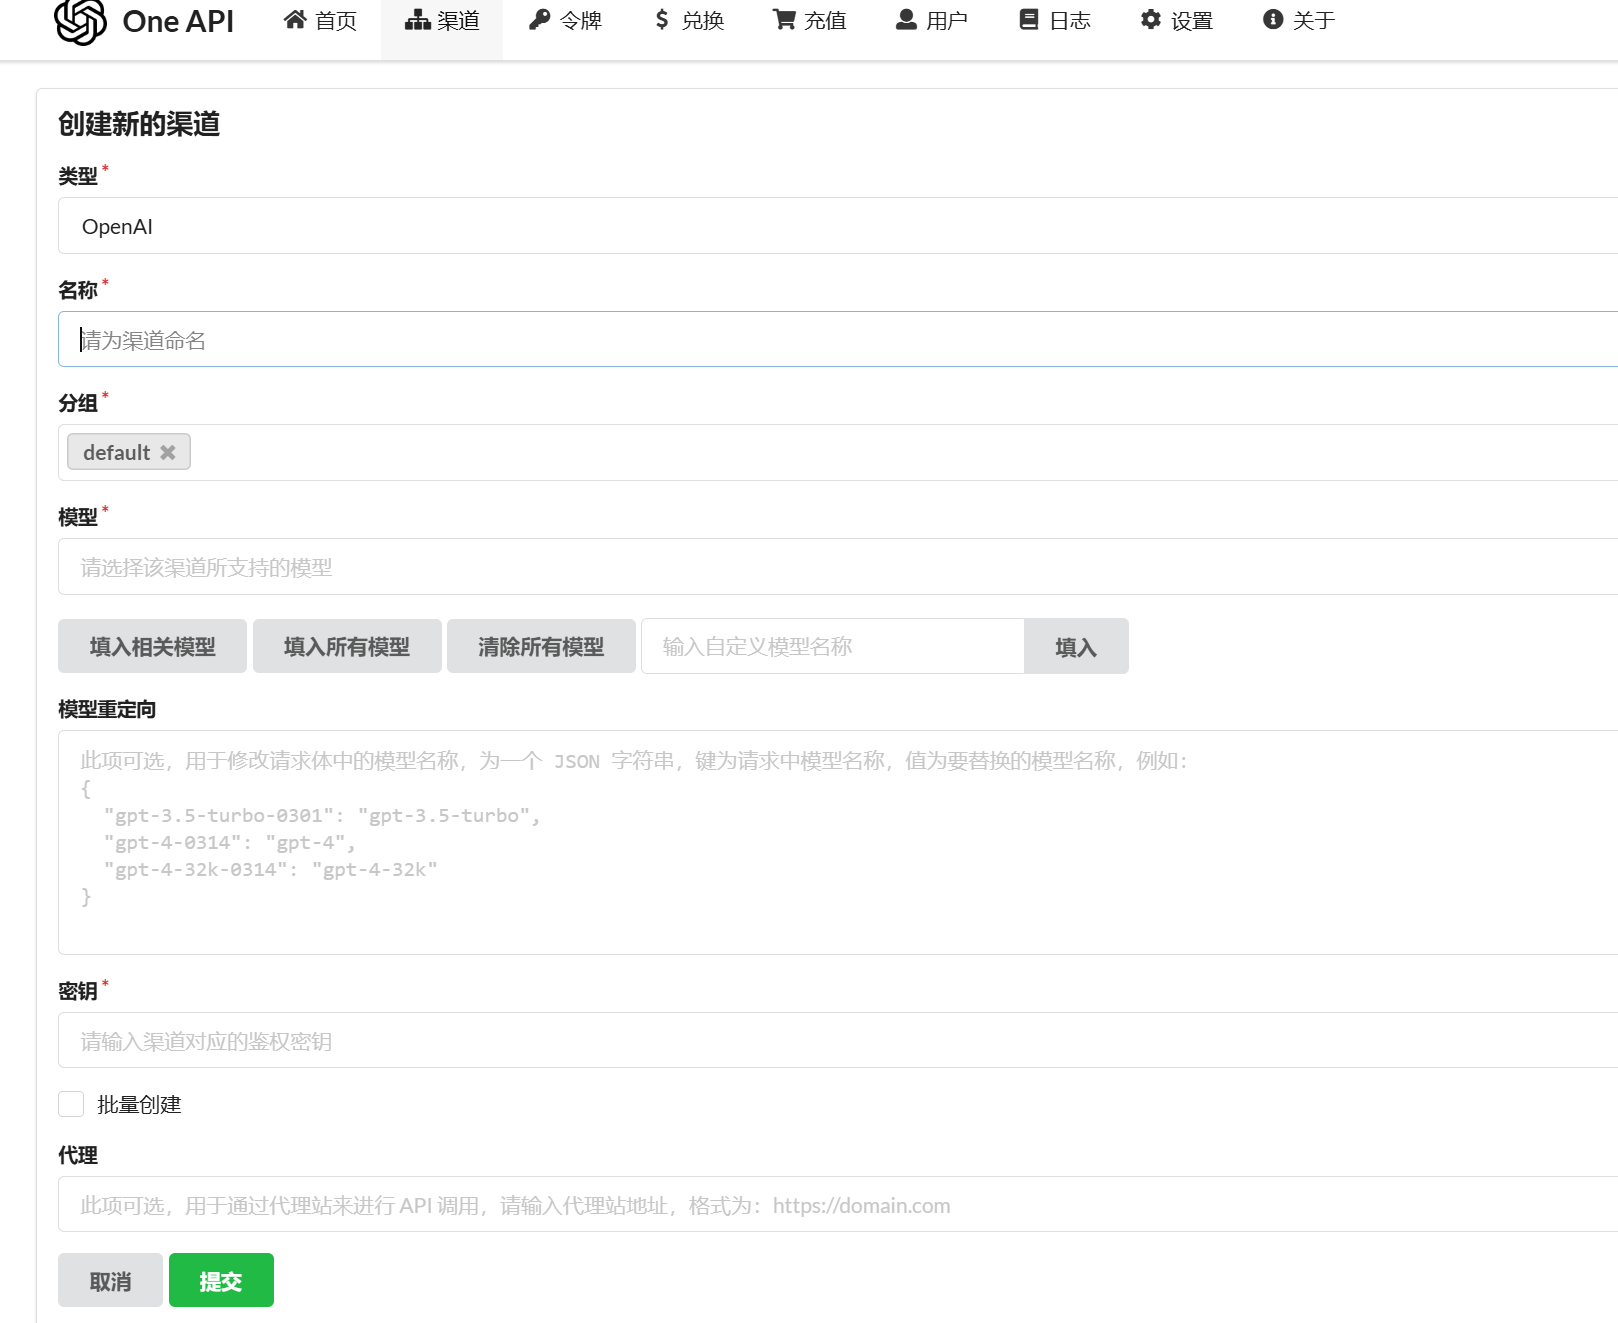 One API 首页 渠道 令牌 兑换 充值 用户 日志 设置 关于
创建新的渠道
类型*
OpenAI
名称*
请为渠道命名
分组*
default
模型*
请选择该渠道所支持的模型
填入相关模型 填入所有模型 清除所有模型 输入自定义模型名称 填入
模型重定向
此项可选，用于修改请求体中的模型名称，为一个 JSON 字符串，键为请求中模型名称，值为要替换的模型名称，例如：
{
"gpt-3.5-turbo-0301": "gpt-3.5-turbo",
"gpt-4-0314": "gpt-4",
"gpt-4-32k-0314": "gpt-4-32k"
}
密钥*
请输入渠道对应的鉴权密钥
批量创建
代理
此项可选，用于通过代理站来进行 API 调用，请输入代理站地址，格式为：https://domain.com
取消 提交